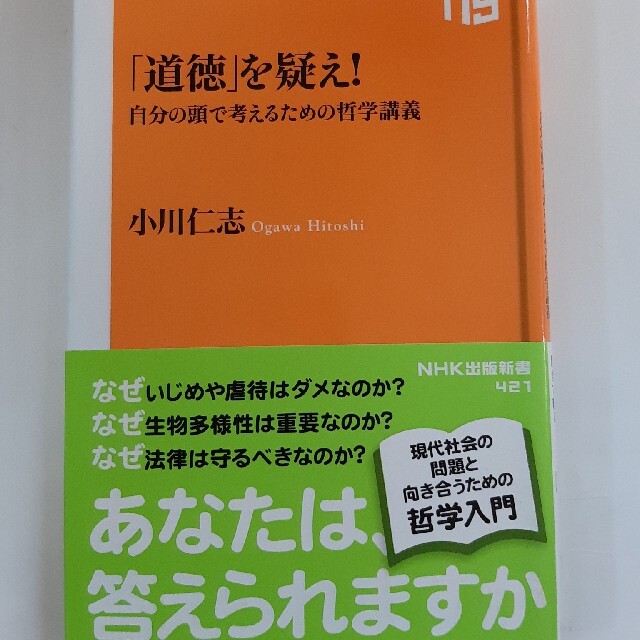 「道徳」を疑え!
自分の頭で考えるための哲学講義
小川仁志 Ogawa Hitoshi
NHK出版新書
421
なぜいじめや虐待はダメなのか?
なぜ生物多様性は重要なのか?
なぜ法律は守るべきなのか?
現代社会の
問題と
向き合うための
哲学入門
あなたは、
答えられますか